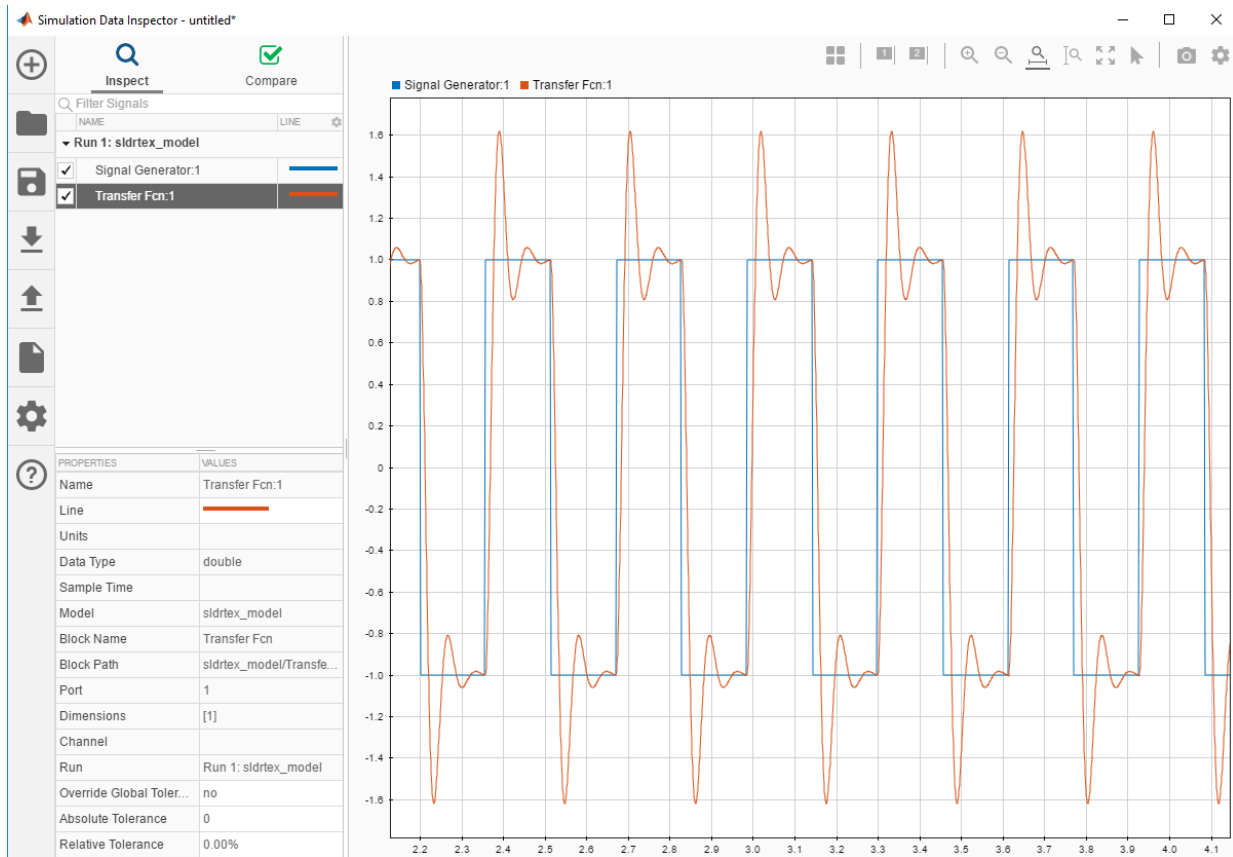 Simulation Data Inspector - untitled*
Inspect
Compare
Filter Signals
NAME LINE
Run 1: sldrtex_model
Signal Generator:1
Transfer Fcn:1
PROPERTIES VALUES
Name Transfer Fcn:1
Line
Units
Data Type double
Sample Time
Model sldrtex_model
Block Name Transfer Fcn
Block Path sldrtex_model/Transfe...
Port 1
Dimensions [1]
Channel
Run Run 1: sldrtex_model
Override Global Toler... no
Absolute Tolerance 0
Relative Tolerance 0.00%
1 2
Signal Generator:1 Transfer Fcn:1
1.6
1.4
1.2
1.0
0.8
0.6
0.4
0.2
0
-0.2
-0.4
-0.6
-0.8
-1.0
-1.2
-1.4
-1.6
2.2 2.3 2.4 2.5 2.6 2.7 2.8 2.9 3.0 3.1 3.2 3.3 3.4 3.5 3.6 3.7 3.8 3.9 4.0 4.1